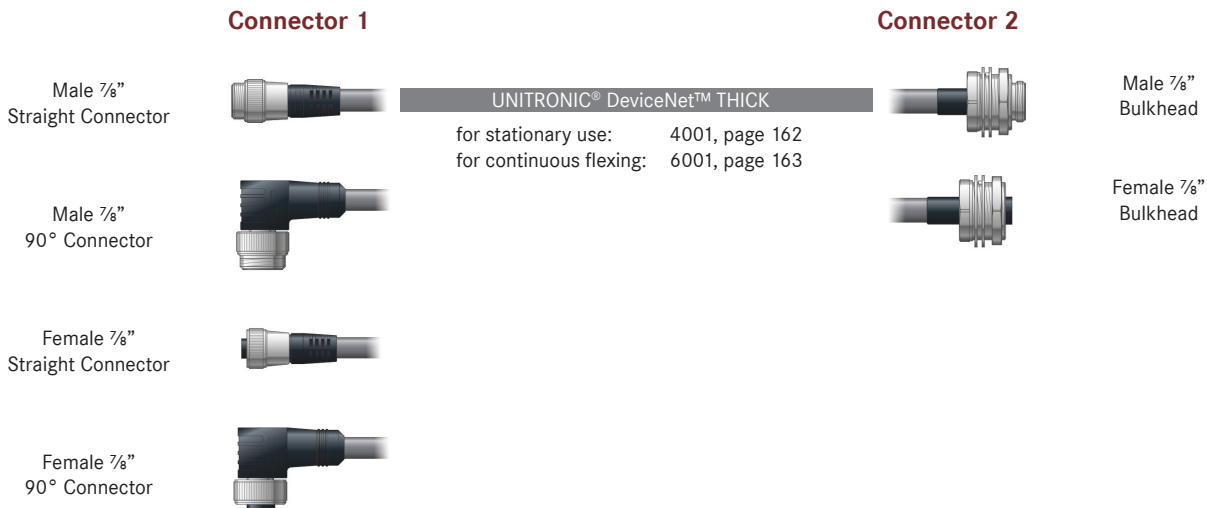 Connector 1
Connector 2
Male ⅞”
Straight Connector
UNITRONIC® DeviceNet™ THICK
for stationary use: 4001, page 162
for continuous flexing: 6001, page 163
Male ⅞”
Bulkhead
Male ⅞”
90° Connector
Female ⅞”
Bulkhead
Female ⅞”
Straight Connector
Female ⅞”
90° Connector